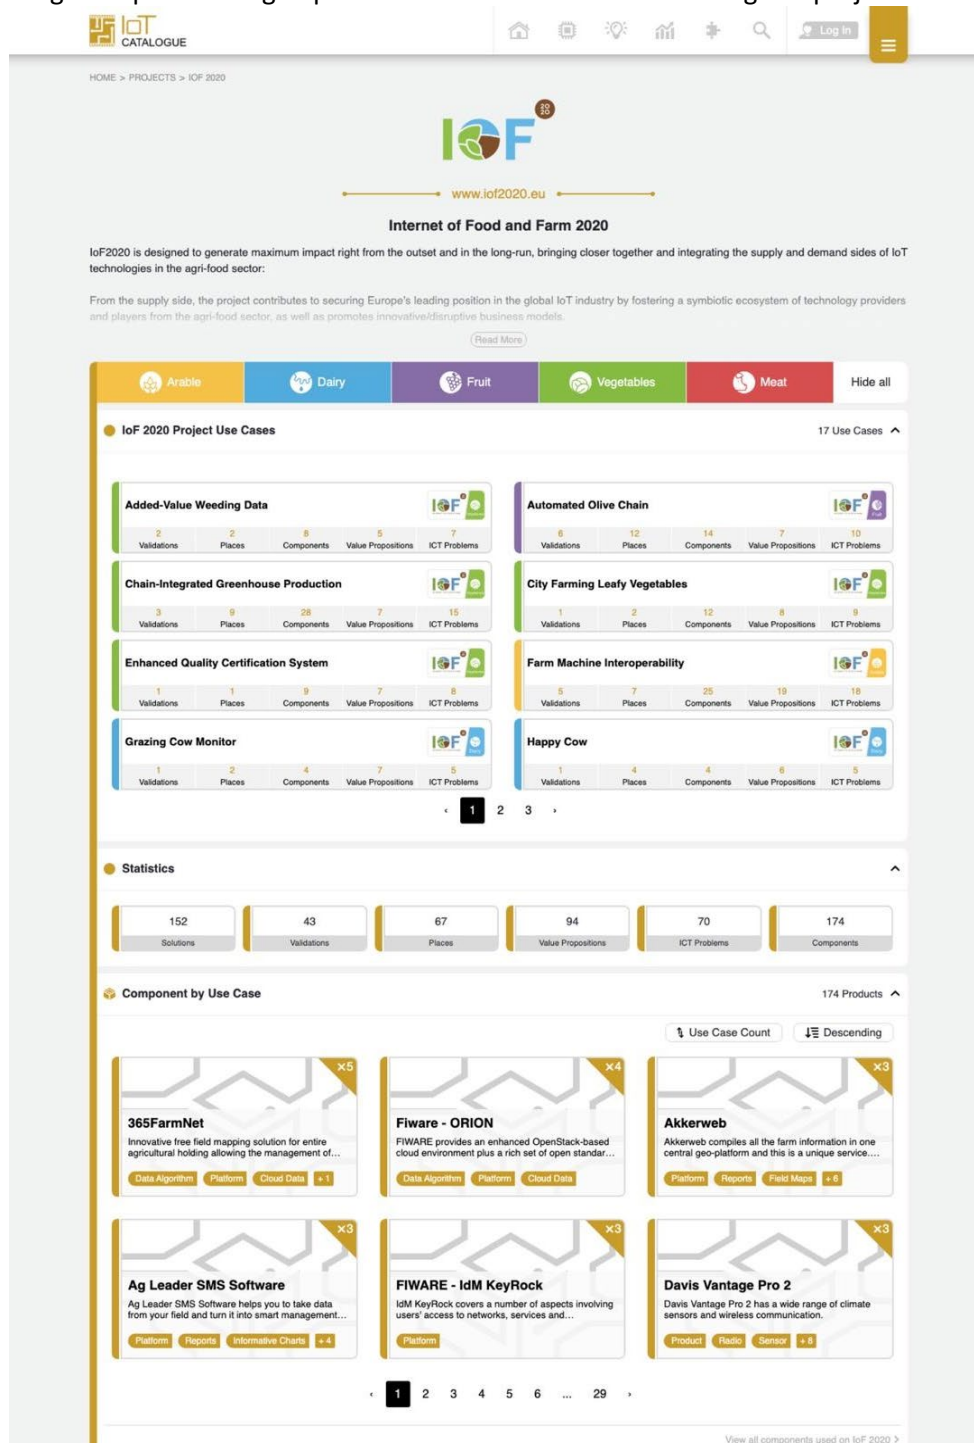 IoT
CATALOGUE
Log In
HOME > PROJECTS > IOF 2020
IOF 2020
www.iof2020.eu
Internet of Food and Farm 2020
IoF2020 is designed to generate maximum impact right from the outset and in the long-run, bringing closer together and integrating the supply and demand sides of IoT
technologies in the agri-food sector:
From the supply side, the project contributes to securing Europe's leading position in the global IoT industry by fostering a symbiotic ecosystem of technology providers
and players from the agri-food sector, as well as promotes innovative/disruptive business models.
Read More
Arable Dairy Fruit Vegetables Meat Hide all
IoF 2020 Project Use Cases 17 Use Cases
Added-Value Weeding Data
2 2 8 5 7
Validations Places Components Value Propositions ICT Problems
Automated Olive Chain
6 12 14 7 10
Validations Places Components Value Propositions ICT Problems
Chain-Integrated Greenhouse Production
3 9 28 7 15
Validations Places Components Value Propositions ICT Problems
City Farming Leafy Vegetables
1 2 12 8 9
Validations Places Components Value Propositions ICT Problems
Enhanced Quality Certification System
1 1 9 7 8
Validations Places Components Value Propositions ICT Problems
Farm Machine Interoperability
5 7 25 19 18
Validations Places Components Value Propositions ICT Problems
Grazing Cow Monitor
1 2 4 7 5
Validations Places Components Value Propositions ICT Problems
Happy Cow
1 4 4 6 5
Validations Places Components Value Propositions ICT Problems
‹ 1 2 3 ›
Statistics
152 43 67 94 70 174
Solutions Validations Places Value Propositions ICT Problems Components
Component by Use Case 174 Products
Use Case Count Descending
×5
365FarmNet
Innovative free field mapping solution for entire
agricultural holding allowing the management of...
Data Algorithm Platform Cloud Data + 1
×4
Fiware - ORION
FIWARE provides an enhanced OpenStack-based
cloud environment plus a rich set of open standar...
Data Algorithm Platform Cloud Data
×3
Akkerweb
Akkerweb compiles all the farm information in one
central geo-platform and this is a unique service....
Platform Reports Field Maps + 6
×3
Ag Leader SMS Software
Ag Leader SMS Software helps you to take data
from your field and turn it into smart management...
Platform Reports Informative Charts + 4
×3
FIWARE - IdM KeyRock
IdM KeyRock covers a number of aspects involving
users' access to networks, services and...
Platform
×3
Davis Vantage Pro 2
Davis Vantage Pro 2 has a wide range of climate
sensors and wireless communication.
Product Radio Sensor + 8
‹ 1 2 3 4 5 6 ... 29 ›
View all components used on IoF 2020 >